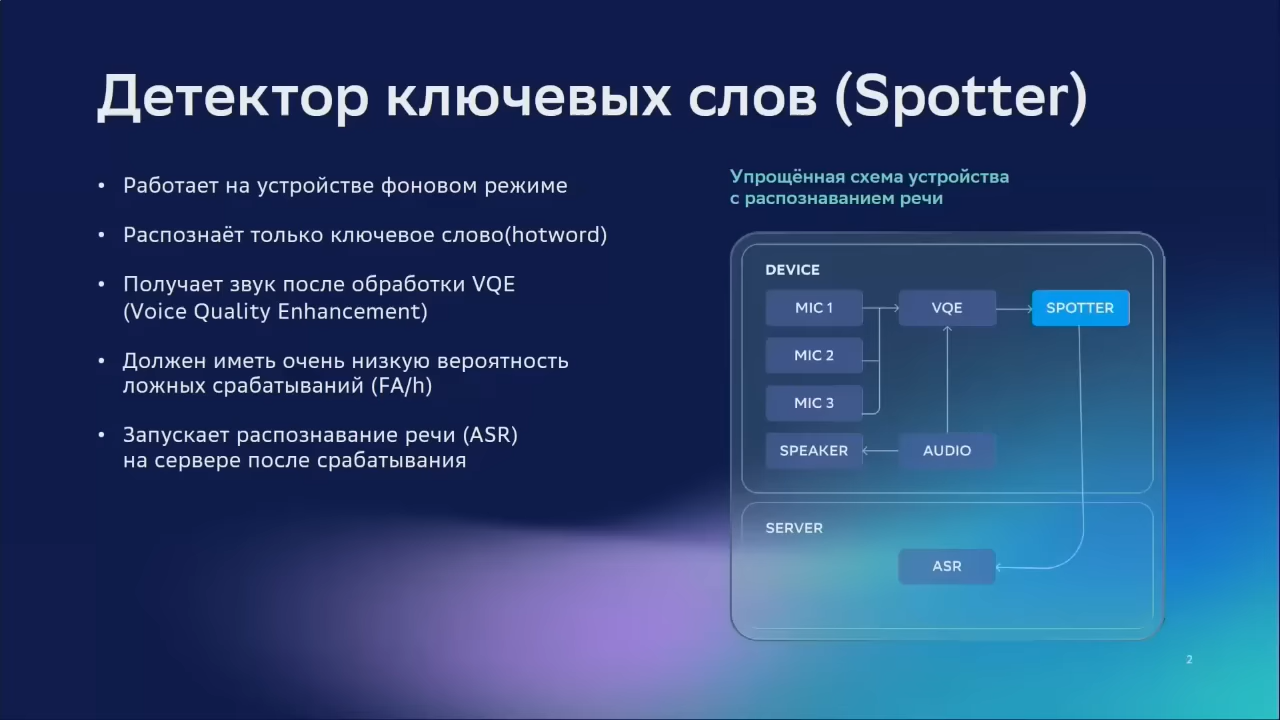 Детектор ключевых слов (Spotter)
• Работает на устройстве фоновом режиме
• Распознаёт только ключевое слово(hotword)
• Получает звук после обработки VQE
(Voice Quality Enhancement)
• Должен иметь очень низкую вероятность
ложных срабатываний (FA/h)
• Запускает распознавание речи (ASR)
на сервере после срабатывания
Упрощённая схема устройства
с распознаванием речи
DEVICE
MIC 1
VQE
SPOTTER
MIC 2
MIC 3
SPEAKER
AUDIO
SERVER
ASR
2